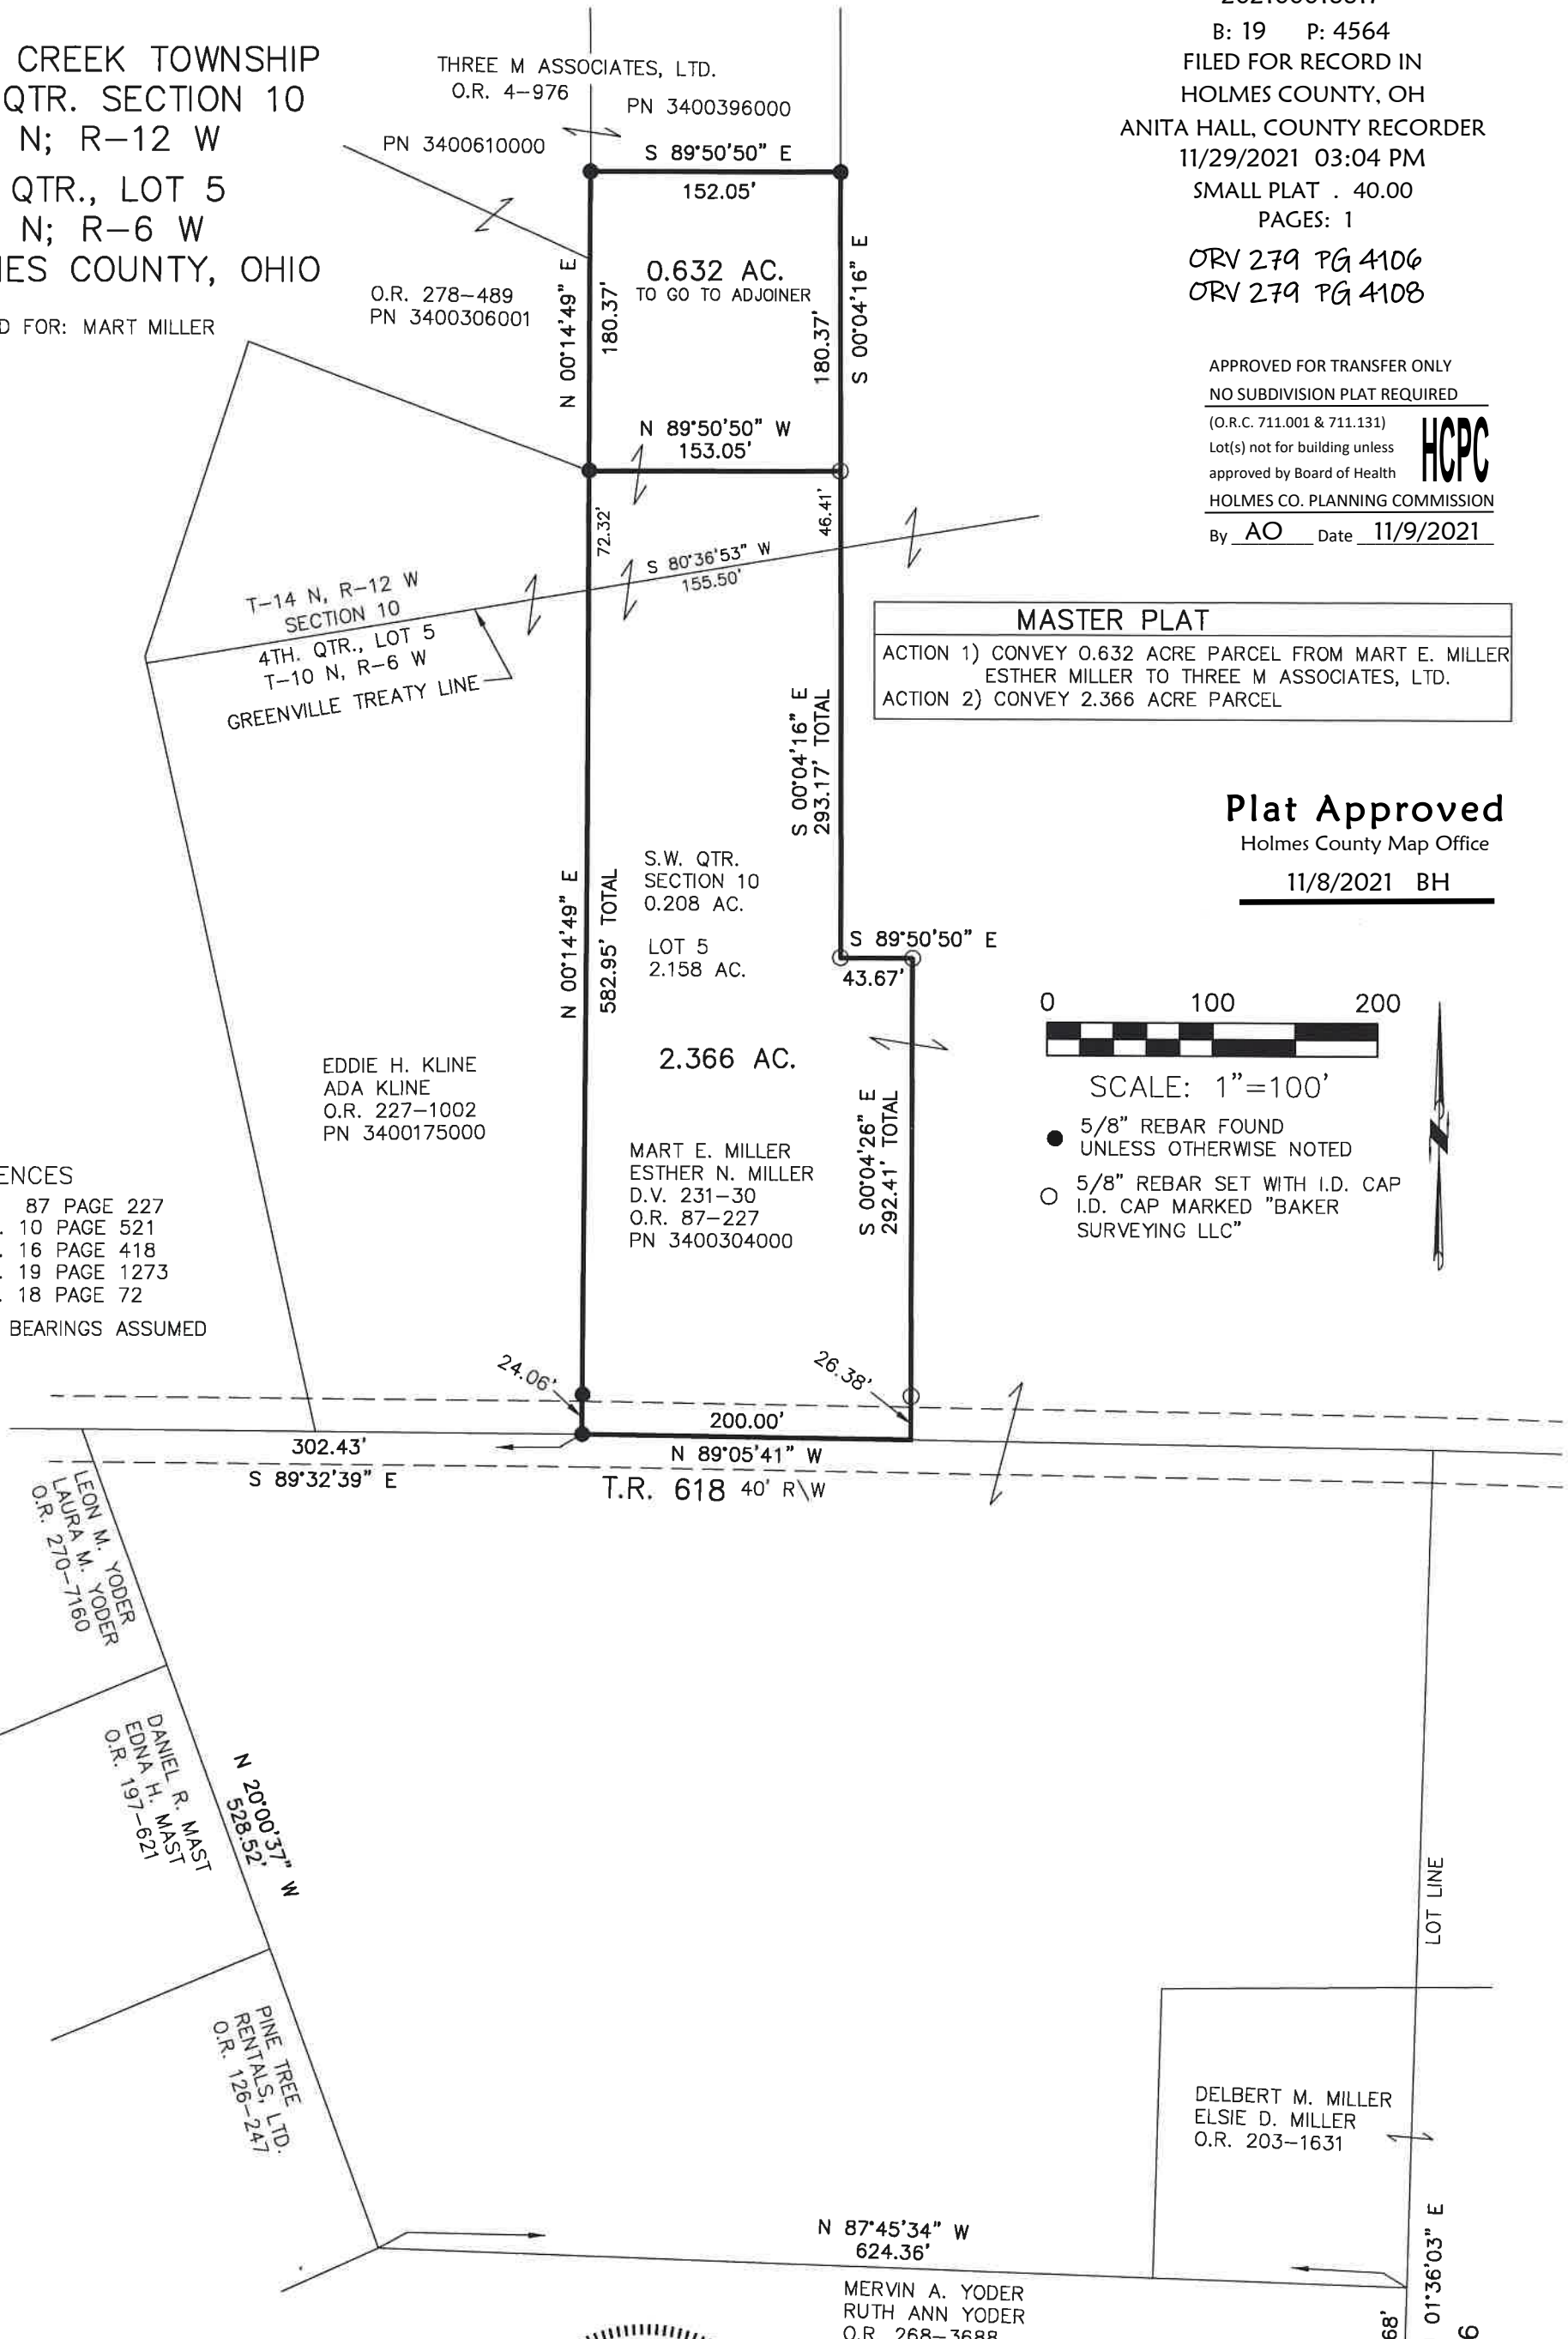 CREEK TOWNSHIP
QTR. SECTION 10
N; R-12 W
QTR., LOT 5
N; R-6 W
MES COUNTY, OHIO
D FOR: MART MILLER
B: 19 P: 4564
FILED FOR RECORD IN
HOLMES COUNTY, OH
ANITA HALL, COUNTY RECORDER
11/29/2021 03:04 PM
SMALL PLAT . 40.00
PAGES: 1
ORV 279 PG 4106
ORV 279 PG 4108
APPROVED FOR TRANSFER ONLY
NO SUBDIVISION PLAT REQUIRED
(O.R.C. 711.001 & 711.131)
Lot(s) not for building unless
approved by Board of Health
HCPC
HOLMES CO. PLANNING COMMISSION
By AO Date 11/9/2021
THREE M ASSOCIATES, LTD.
O.R. 4-976
PN 3400396000
PN 3400610000
S 89°50'50" E
152.05'
0.632 AC.
TO GO TO ADJOINER
O.R. 278-489
PN 3400306001
N 00°14'49" E
180.37'
180.37'
S 00°04'16" E
N 89°50'50" W
153.05'
72.32'
46.41'
S 80°36'53" W
155.50'
T-14 N, R-12 W
SECTION 10
4TH. QTR., LOT 5
T-10 N, R-6 W
GREENVILLE TREATY LINE
MASTER PLAT
ACTION 1) CONVEY 0.632 ACRE PARCEL FROM MART E. MILLER
ESTHER MILLER TO THREE M ASSOCIATES, LTD.
ACTION 2) CONVEY 2.366 ACRE PARCEL
S 00°04'16" E
293.17' TOTAL
Plat Approved
Holmes County Map Office
11/8/2021 BH
S.W. QTR.
SECTION 10
0.208 AC.
LOT 5
2.158 AC.
N 00°14'49" E
582.95' TOTAL
S 89°50'50" E
43.67'
2.366 AC.
0 100 200
SCALE: 1"=100'
5/8" REBAR FOUND
UNLESS OTHERWISE NOTED
5/8" REBAR SET WITH I.D. CAP
I.D. CAP MARKED "BAKER
SURVEYING LLC"
N
EDDIE H. KLINE
ADA KLINE
O.R. 227-1002
PN 3400175000
MART E. MILLER
ESTHER N. MILLER
D.V. 231-30
O.R. 87-227
PN 3400304000
S 00°04'26" E
292.41' TOTAL
ENCES
87 PAGE 227
. 10 PAGE 521
. 16 PAGE 418
. 19 PAGE 1273
. 18 PAGE 72
BEARINGS ASSUMED
24.06'
26.38'
200.00'
302.43'
N 89°05'41" W
S 89°32'39" E
T.R. 618 40' R\W
LEON M. YODER
LAURA M. YODER
O.R. 270-7160
DANIEL R. MAST
EDNA H. MAST
O.R. 197-621
N 20°00'37" W
528.52'
PINE TREE
RENTALS, LTD.
O.R. 126-247
LOT LINE
DELBERT M. MILLER
ELSIE D. MILLER
O.R. 203-1631
N 87°45'34" W
624.36'
MERVIN A. YODER
RUTH ANN YODER
O.R. 268-3688
01°36'03" E
68'
6